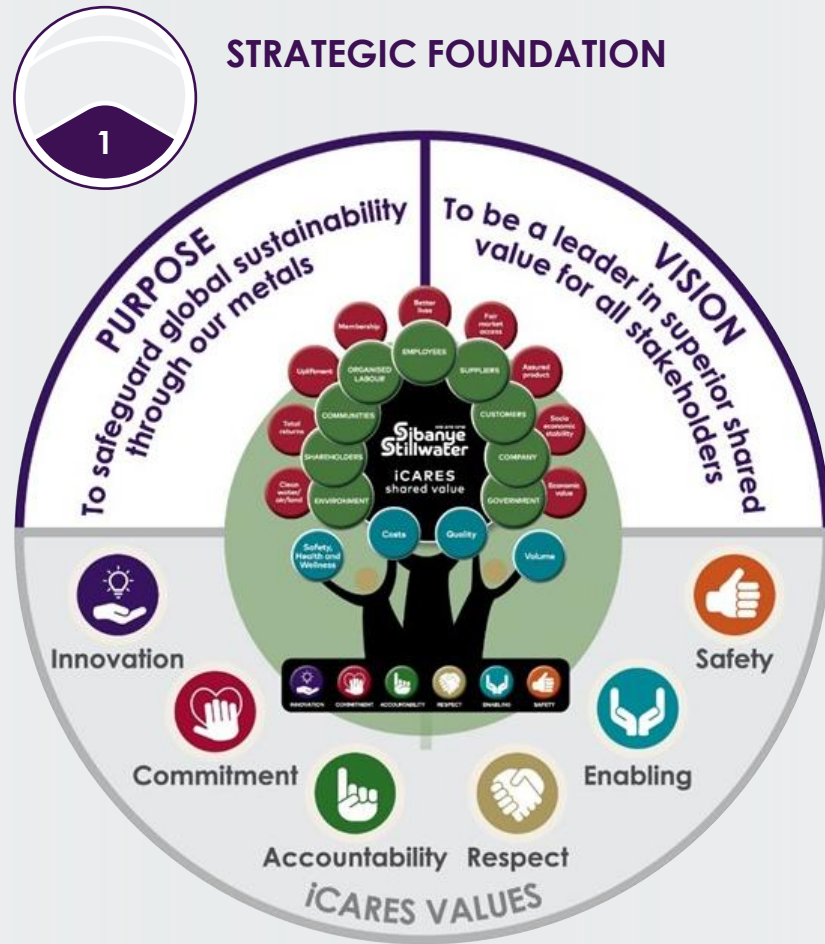 STRATEGIC FOUNDATION
1
PURPOSE
To safeguard global sustainability
through our metals
VISION
To be a leader in superior shared
value for all stakeholders
Better
lives
Membership
Fair
market
access
Upliftment
Assured
product
Total
returns
Socio
economic
stability
Clean
water/
air/land
Economic
value
EMPLOYEES
ORGANISED
LABOUR
SUPPLIERS
COMMUNITIES
CUSTOMERS
SHAREHOLDERS
COMPANY
ENVIRONMENT
GOVERNMENT
Sibanye
Stillwater
iCARES
shared value
Safety,
Health and
Wellness
Costs
Quality
Volume
INNOVATION
COMMITMENT
ACCOUNTABILITY
RESPECT
ENABLING
SAFETY
Innovation
Safety
Commitment
Enabling
Accountability
Respect
iCARES VALUES